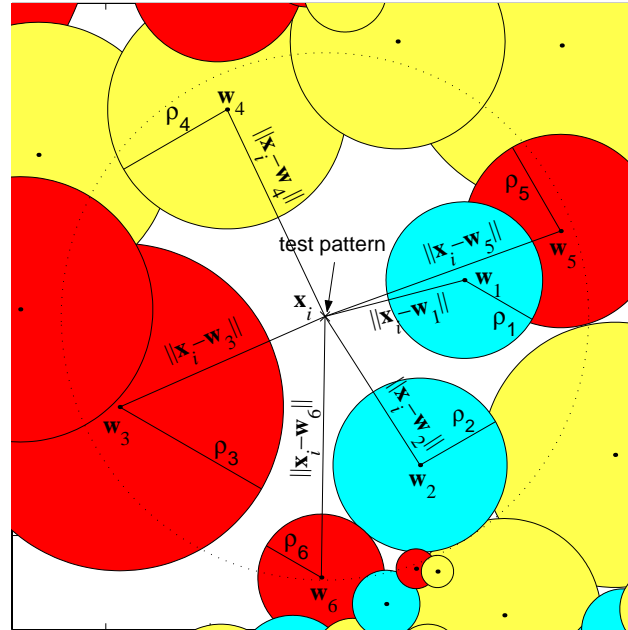 w₄
ρ₄
||xᵢ–w₄||
ρ₅
test pattern
||xᵢ–w₅||
w₅
w₁
xᵢ
||xᵢ–w₁||
ρ₁
||xᵢ–w₃||
||xᵢ–w₂||
ρ₂
w₃
||xᵢ–w₆||
ρ₃
w₂
ρ₆
w₆